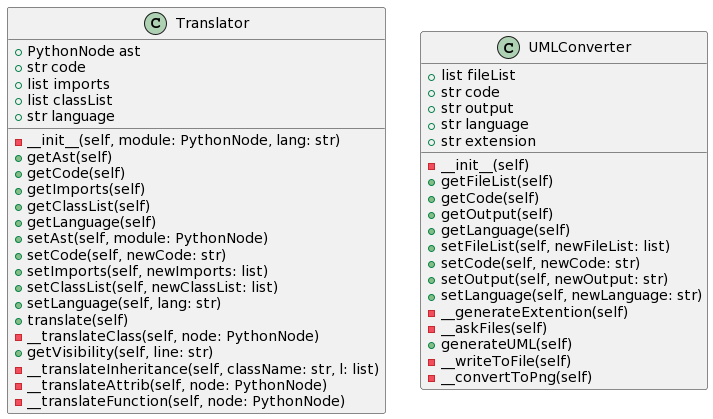 C Translator
PythonNode ast
str code
list imports
list classList
str language
__init__(self, module: PythonNode, lang: str)
getAst(self)
getCode(self)
getImports(self)
getClassList(self)
getLanguage(self)
setAst(self, module: PythonNode)
setCode(self, newCode: str)
setImports(self, newImports: list)
setClassList(self, newClassList: list)
setLanguage(self, lang: str)
translate(self)
__translateClass(self, node: PythonNode)
getVisibility(self, line: str)
__translateInheritance(self, className: str, l: list)
__translateAttrib(self, node: PythonNode)
__translateFunction(self, node: PythonNode)
C UMLConverter
list fileList
str code
str output
str language
str extension
__init__(self)
getFileList(self)
getCode(self)
getOutput(self)
getLanguage(self)
setFileList(self, newFileList: list)
setCode(self, newCode: str)
setOutput(self, newOutput: str)
setLanguage(self, newLanguage: str)
__generateExtention(self)
__askFiles(self)
generateUML(self)
__writeToFile(self)
__convertToPng(self)